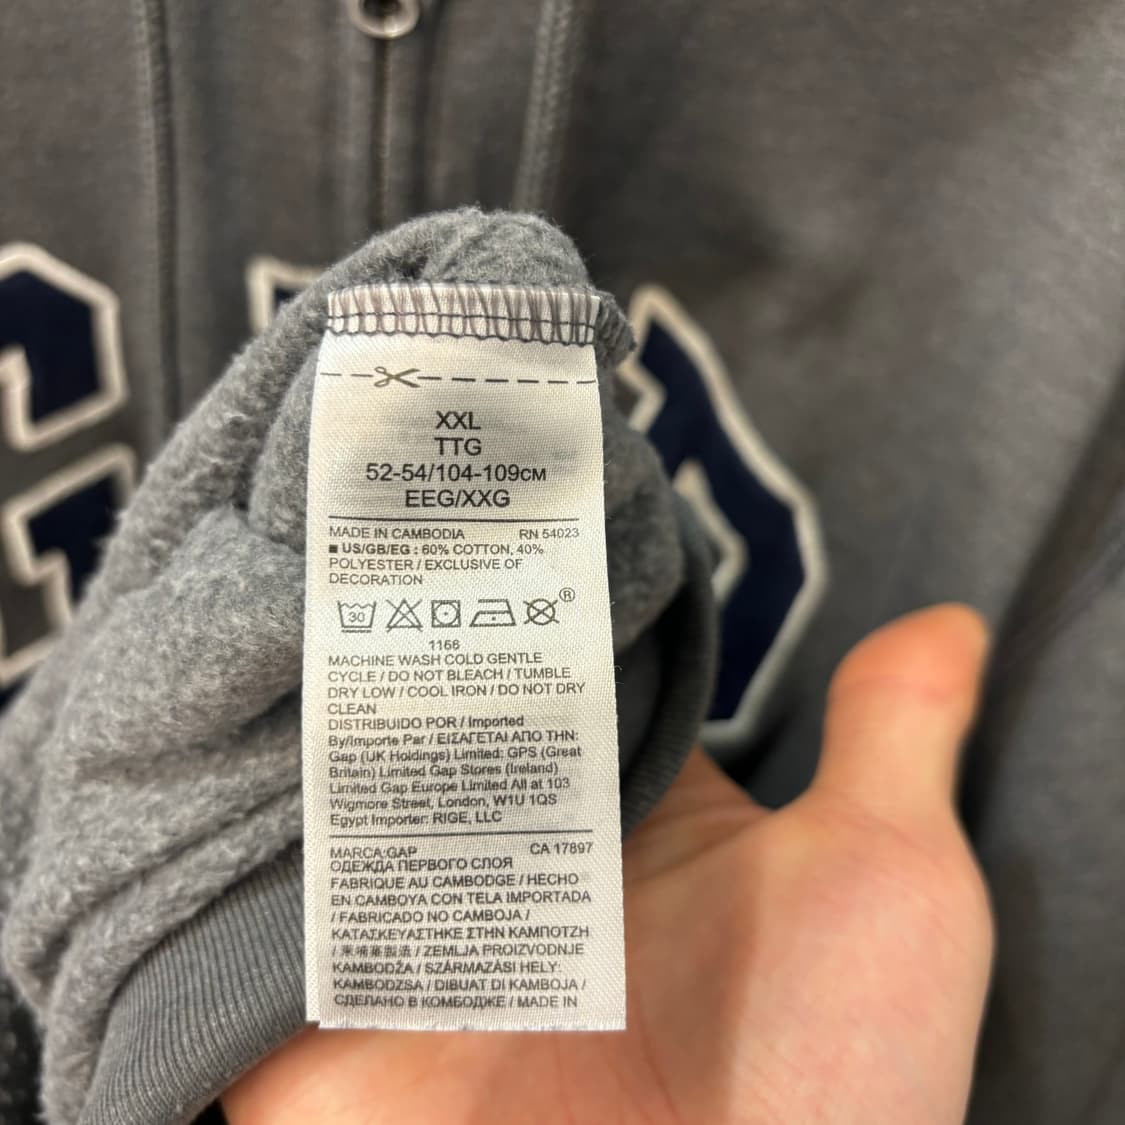 XXL
TTG
52-54/104-109CM
EEG/XXG
MADE IN CAMBODIA RN 54023
■ US/GB/EG : 60% COTTON, 40%
POLYESTER / EXCLUSIVE OF
DECORATION
30 ®
1166
MACHINE WASH COLD GENTLE
CYCLE / DO NOT BLEACH / TUMBLE
DRY LOW / COOL IRON / DO NOT DRY
CLEAN
DISTRIBUIDO POR / Imported
By/Importe Par / ΕΙΣΑΓΕΤΑΙ ΑΠΟ ΤΗΝ:
Gap (UK Holdings) Limited: GPS (Great
Britain) Limited Gap Stores (Ireland)
Limited Gap Europe Limited All at 103
Wigmore Street, London, W1U 1QS
Egypt Importer: RIGE, LLC
MARCA:GAP CA 17897
ОДЕЖДА ПЕРВОГО СЛОЯ
FABRIQUE AU CAMBODGE / HECHO
EN CAMBOYA CON TELA IMPORTADA
/ FABRICADO NO CAMBOJA /
ΚΑΤΑΣΚΕΥΑΣΤΗΚΕ ΣΤΗΝ ΚΑΜΠΟΤΖΗ
/ 柬埔寨製造 / ZEMLJA PROIZVODNJE
KAMBODŽA / SZÁRMAZÁSI HELY:
KAMBODZSA / DIBUAT DI KAMBOJA /
СДЕЛАНО В КОМБОДЖЕ / MADE IN